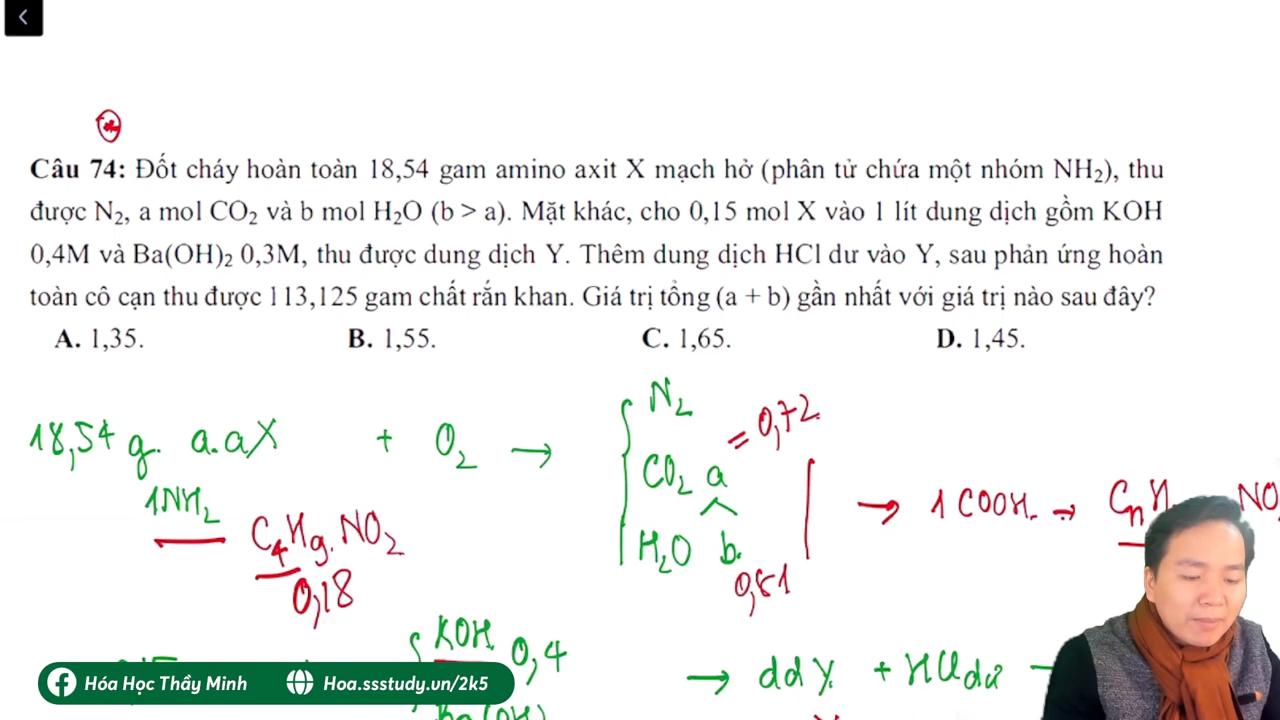 Câu 74: Đốt cháy hoàn toàn 18,54 gam amino axit X mạch hở (phân tử chứa một nhóm NH₂), thu
được N₂, a mol CO₂ và b mol H₂O (b > a). Mặt khác, cho 0,15 mol X vào 1 lít dung dịch gồm KOH
0,4M và Ba(OH)₂ 0,3M, thu được dung dịch Y. Thêm dung dịch HCl dư vào Y, sau phản ứng hoàn
toàn cô cạn thu được 113,125 gam chất rắn khan. Giá trị tổng (a + b) gần nhất với giá trị nào sau đây?
A. 1,35. B. 1,55. C. 1,65. D. 1,45.
N₂
18,54 g. a.a X + O₂ → CO₂ a = 0,72
1NH₂
→ 1COOH. → CnH NO
C₄H₉.NO₂
H₂O b.
0,18
0,81
KOH. 0,4
→ dd Y. + HCl dư
Ba(OH)
Hóa Học Thầy Minh Hoa.ssstudy.vn/2k5